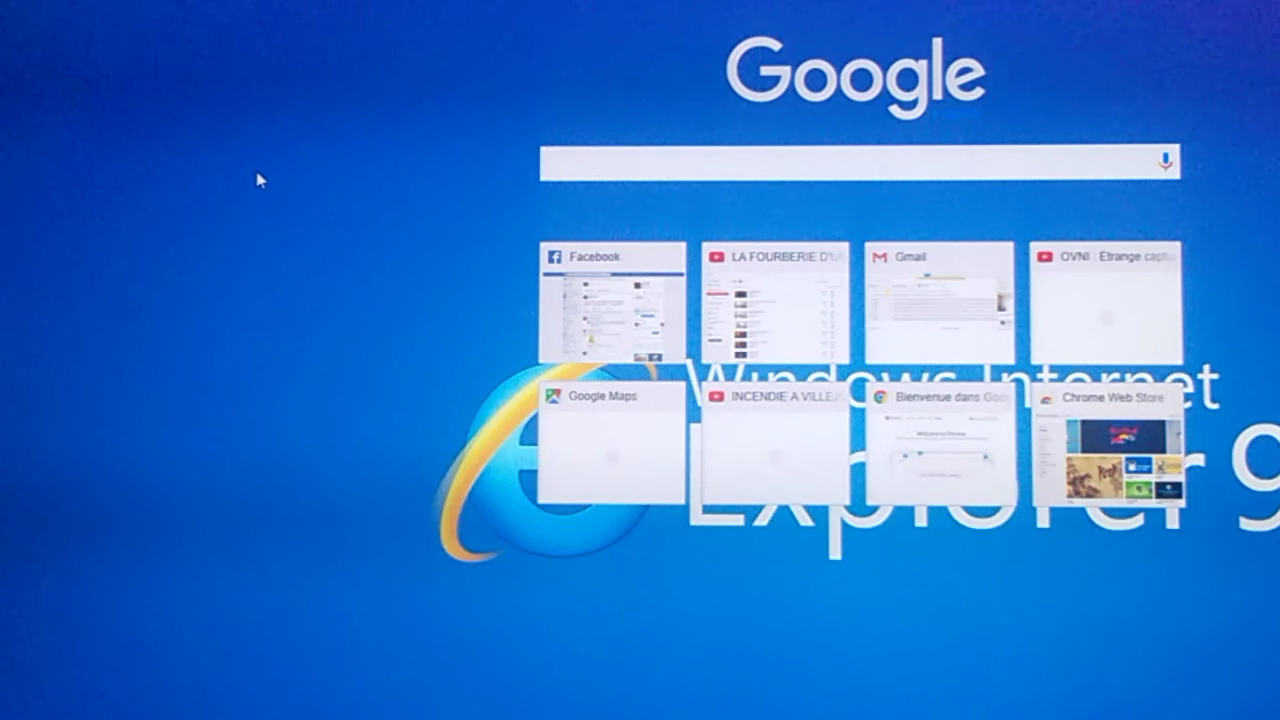 Google
Facebook
LA FOURBERIE D'U
Gmail
OVNI : Etrange captu
Windows Internet
Google Maps
INCENDIE A VILLEJ
Bienvenue dans Goo
Chrome Web Store
Explorer 9